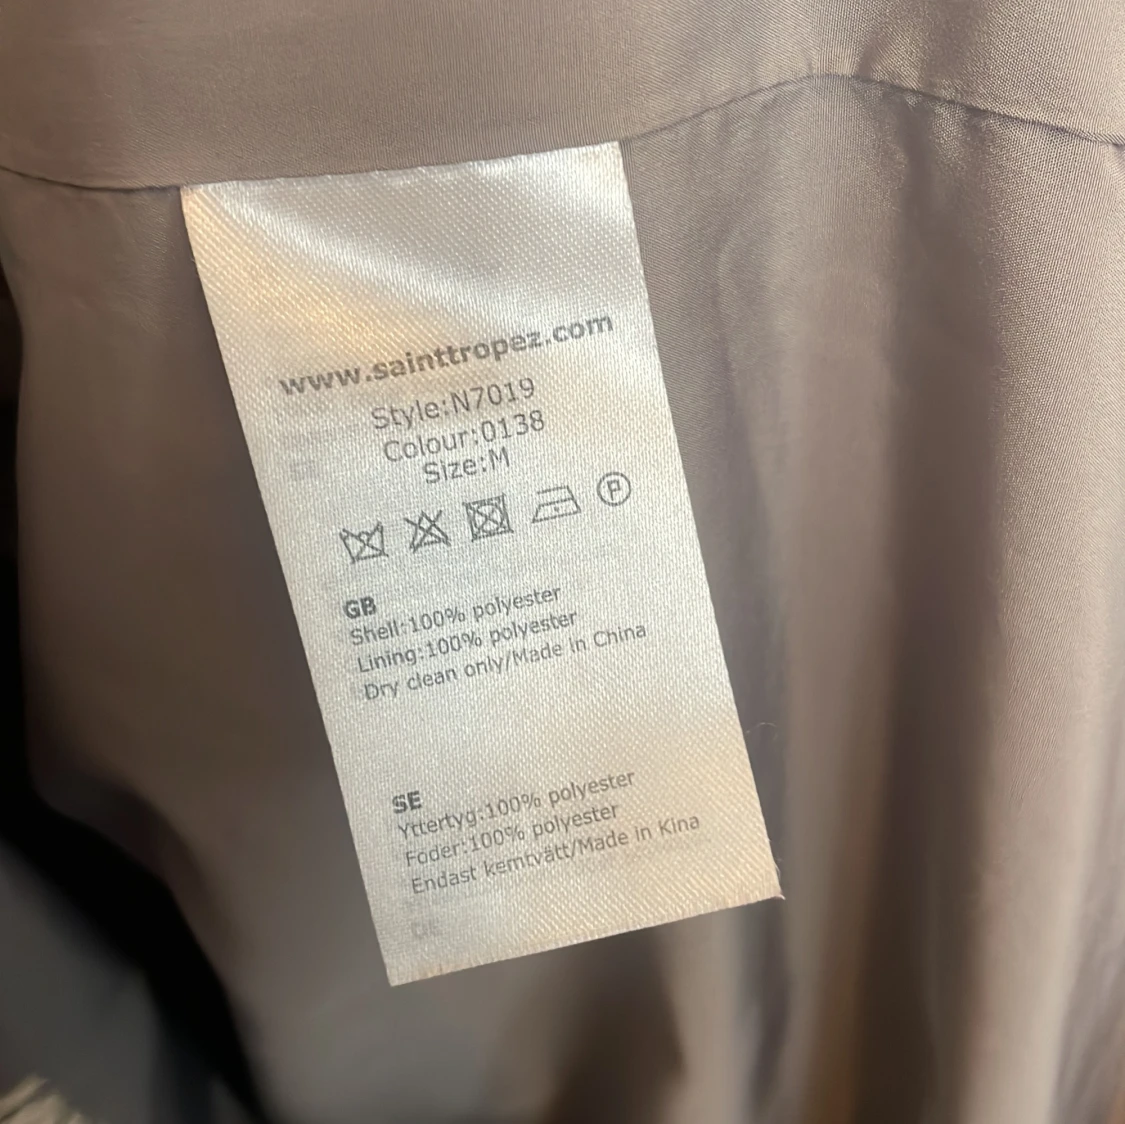 www.sainttropez.com
Style:N7019
Colour:0138
Size:M
P
GB
Shell:100% polyester
Lining:100% polyester
Dry clean only/Made in China
SE
Yttertyg:100% polyester
Foder:100% polyester
Endast kemtvätt/Made in Kina
DE